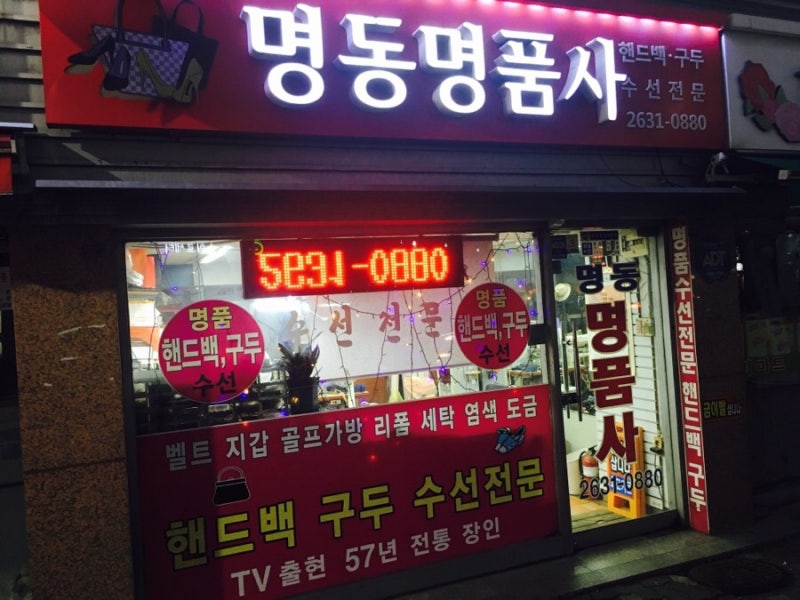 명동명품사
핸드백·구두
수선전문
2631-0880
2631-0880
명품
핸드백,구두
수선
수선전문
명품
핸드백,구두
수선
벨트 지갑 골프가방 리폼 세탁 염색 도금
핸드백 구두 수선전문
TV출현 57년 전통 장인
명동
명품사
2631-0880
명품수선전문핸드백구두
ADT